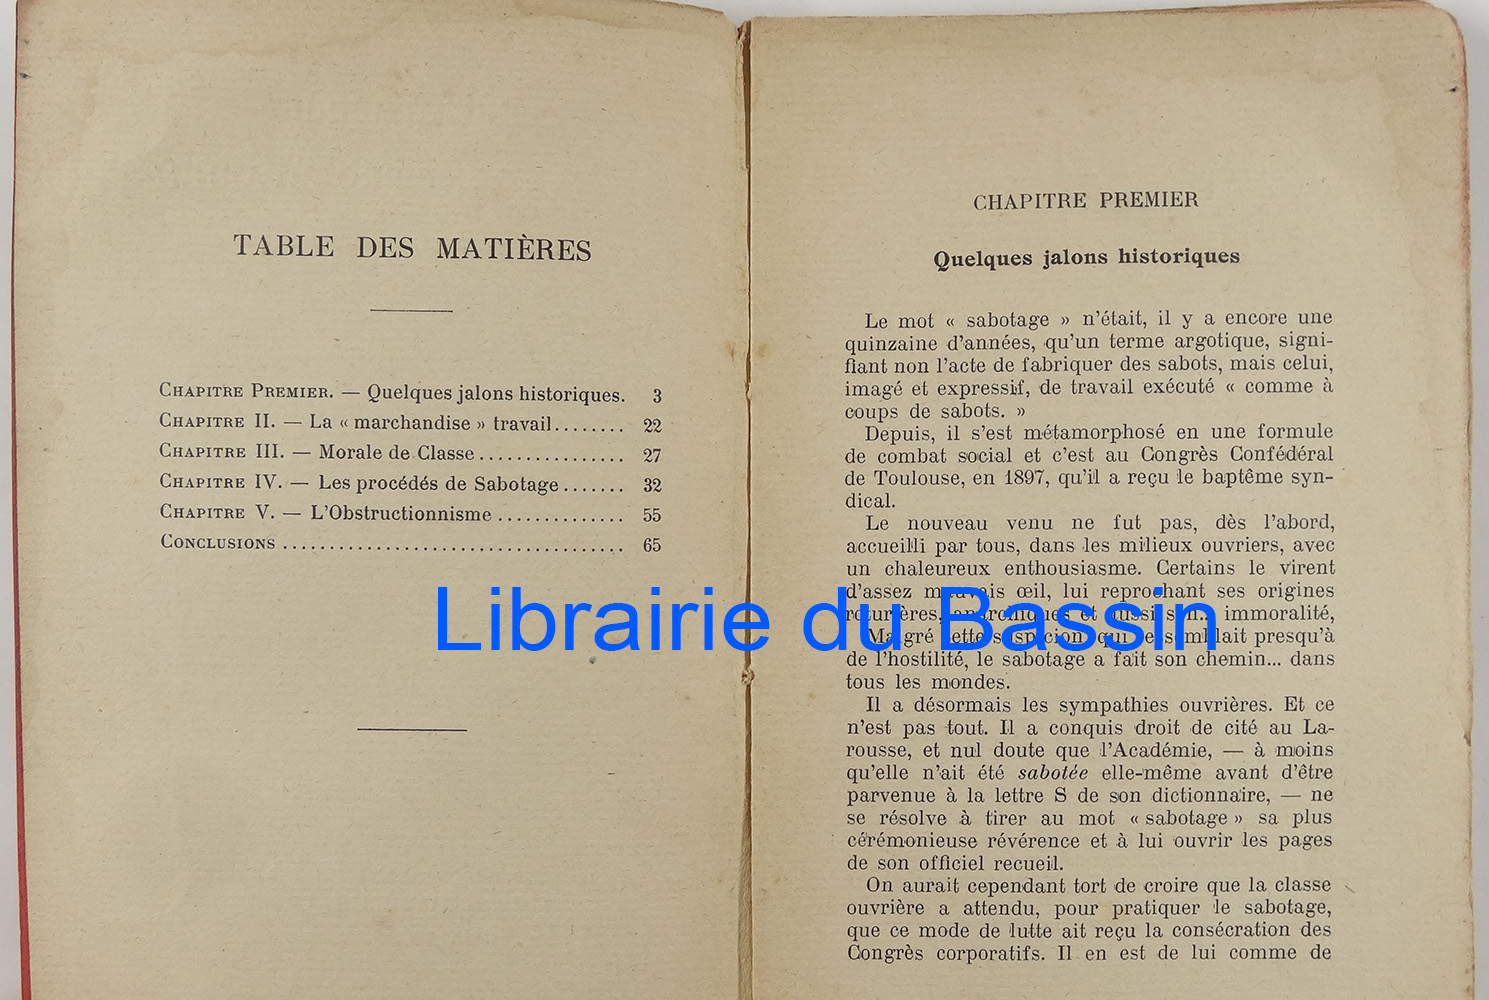 TABLE DES MATIÈRES
CHAPITRE PREMIER. — Quelques jalons historiques. 3
CHAPITRE II. — La « marchandise » travail........ 22
CHAPITRE III. — Morale de Classe................ 27
CHAPITRE IV. — Les procédés de Sabotage....... 32
CHAPITRE V. — L'Obstructionnisme.............. 55
CONCLUSIONS..................................... 65
CHAPITRE PREMIER
Quelques jalons historiques
Le mot « sabotage » n'était, il y a encore une
quinzaine d'années, qu'un terme argotique, signi-
fiant non l'acte de fabriquer des sabots, mais celui,
imagé et expressif, de travail exécuté « comme à
coups de sabots. »
Depuis, il s'est métamorphosé en une formule
de combat social et c'est au Congrès Confédéral
de Toulouse, en 1897, qu'il a reçu le baptême syn-
dical.
Le nouveau venu ne fut pas, dès l'abord,
accueilli par tous, dans les milieux ouvriers, avec
un chaleureux enthousiasme. Certains le virent
d'assez mauvais œil, lui reprochant ses origines
roturières, anarchiques et aussi son... immoralité,
Malgré cette suspicion, qui ressemblait presqu'à
de l'hostilité, le sabotage a fait son chemin... dans
tous les mondes.
Il a désormais les sympathies ouvrières. Et ce
n'est pas tout. Il a conquis droit de cité au La-
rousse, et nul doute que l'Académie, — à moins
qu'elle n'ait été sabotée elle-même avant d'être
parvenue à la lettre S de son dictionnaire, — ne
se résolve à tirer au mot « sabotage » sa plus
cérémonieuse révérence et à lui ouvrir les pages
de son officiel recueil.
On aurait cependant tort de croire que la classe
ouvrière a attendu, pour pratiquer le sabotage,
que ce mode de lutte ait reçu la consécration des
Congrès corporatifs. Il en est de lui comme de
Librairie du Bassin